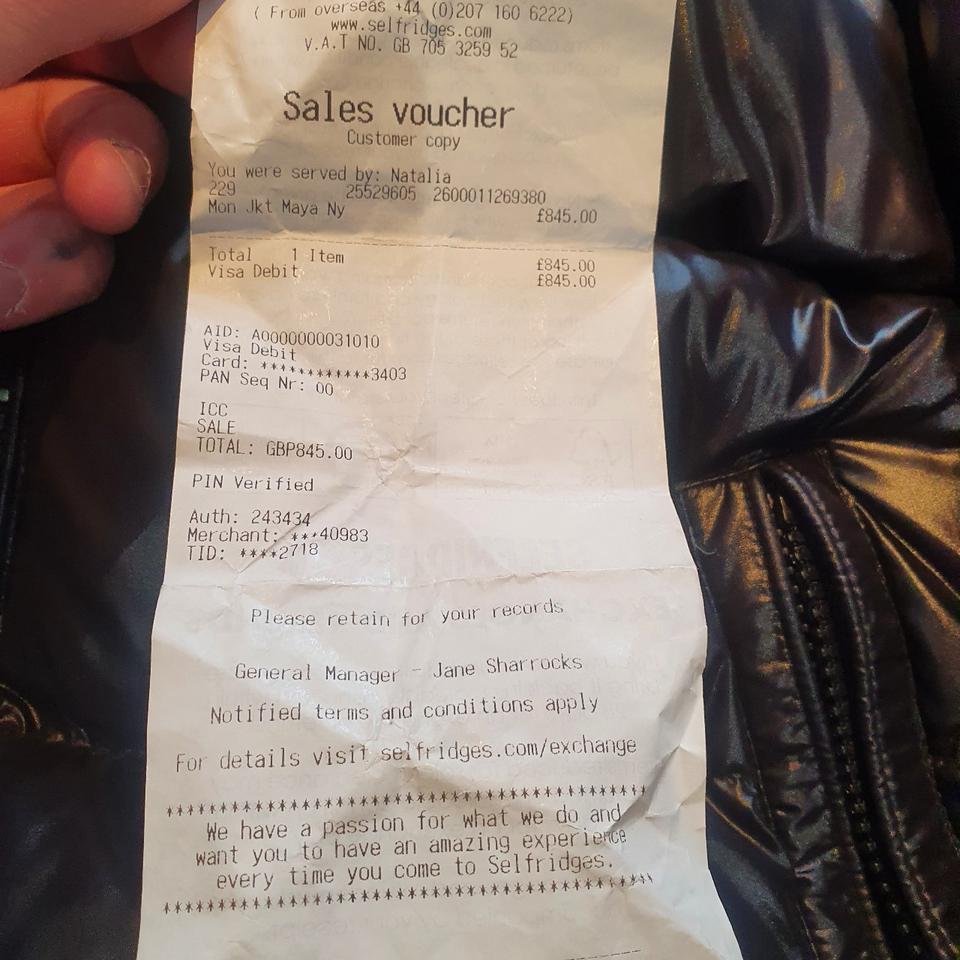 ( From overseas +44 (0)207 160 6222)
www.selfridges.com
V.A.T NO. GB 705 3259 52
Sales voucher
Customer copy
You were served by: Natalia
229 25529605 2600011269380
Mon Jkt Maya Ny £845.00
Total 1 Item £845.00
Visa Debit £845.00
AID: A0000000031010
Visa Debit
Card: ************3403
PAN Seq Nr: 00
ICC
SALE
TOTAL: GBP845.00
PIN Verified
Auth: 243434
Merchant: ***40983
TID: ****2718
Please retain for your records
General Manager - Jane Sharrocks
Notified terms and conditions apply
For details visit selfridges.com/exchange
******************************************
We have a passion for what we do and
want you to have an amazing experience
every time you come to Selfridges.
******************************************